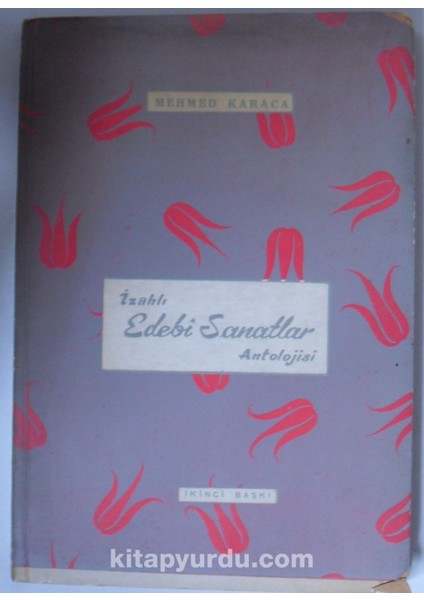 MEHMED KARACA
İzahlı
Edebi Sanatlar
Antolojisi
İKİNCİ BASKI
kitapyurdu.com